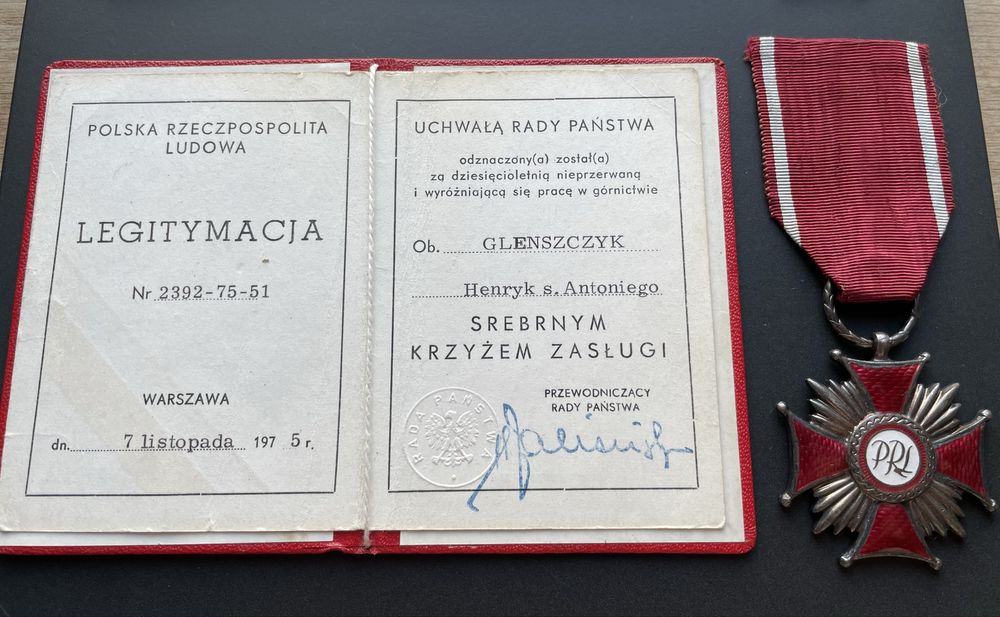 POLSKA RZECZPOSPOLITA
LUDOWA
LEGITYMACJA
Nr 2392-75-51
WARSZAWA
dn. 7 listopada 1975 r.
UCHWAŁĄ RADY PAŃSTWA
odznaczony(a) został(a)
za dziesięcioletnią nieprzerwaną
i wyróżniającą się pracę w górnictwie
Ob. GLENSZCZYK
Henryk s. Antoniego
SREBRNYM
KRZYŻEM ZASŁUGI
PRZEWODNICZĄCY
RADY PAŃSTWA
RADA PAŃSTWA
PRL